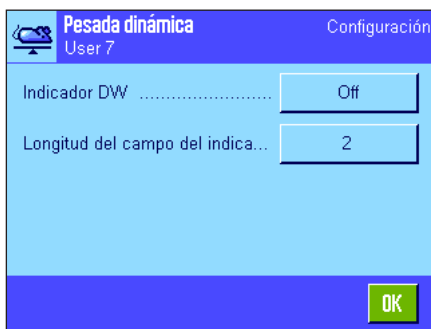 Pesada dinámica Configuración
User 7
Indicador DW ........................ Off
Longitud del campo del indica... 2
OK